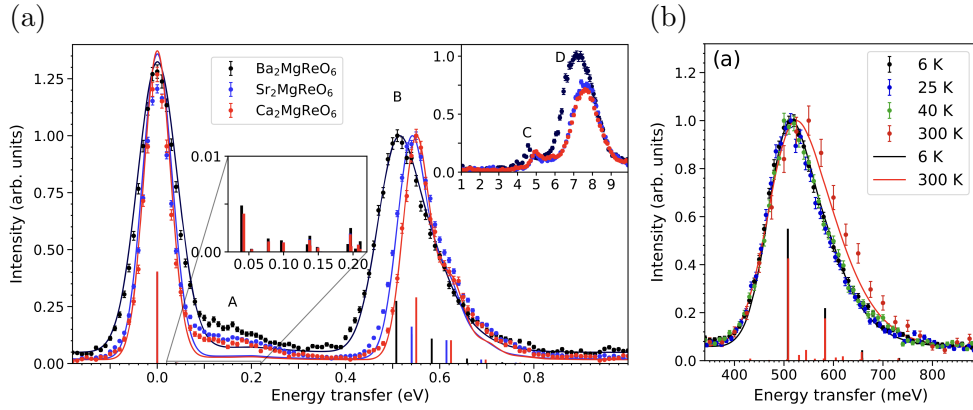 (a)
Intensity (arb. units)
1.25
1.00
0.75
0.50
0.25
0.00
0.0
0.2
0.4
0.6
0.8
Energy transfer (eV)
Ba₂MgReO₆
Sr₂MgReO₆
Ca₂MgReO₆
A
B
0.01
0.00
0.05 0.10 0.15 0.20
1.0
0.5
0.0
1 2 3 4 5 6 7 8 9
C
D
(b)
(a)
Intensity (arb. units)
1.2
1.0
0.8
0.6
0.4
0.2
0.0
400 500 600 700 800
Energy transfer (meV)
6 K
25 K
40 K
300 K
6 K
300 K